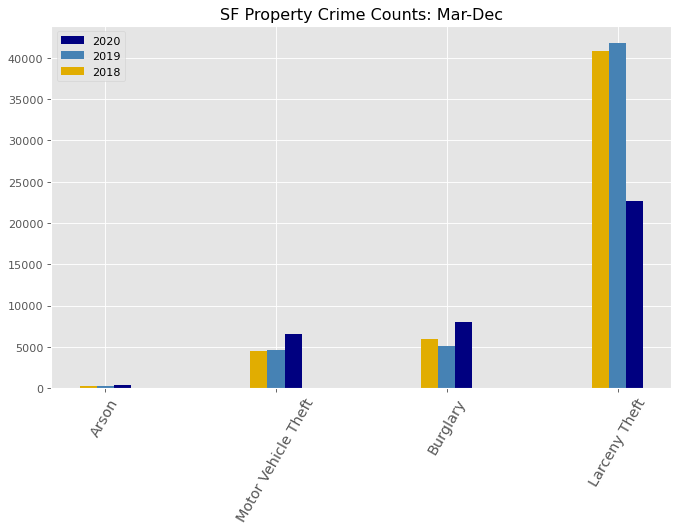 SF Property Crime Counts: Mar-Dec
2020
2019
2018
40000
35000
30000
25000
20000
15000
10000
5000
0
Arson
Motor Vehicle Theft
Burglary
Larceny Theft